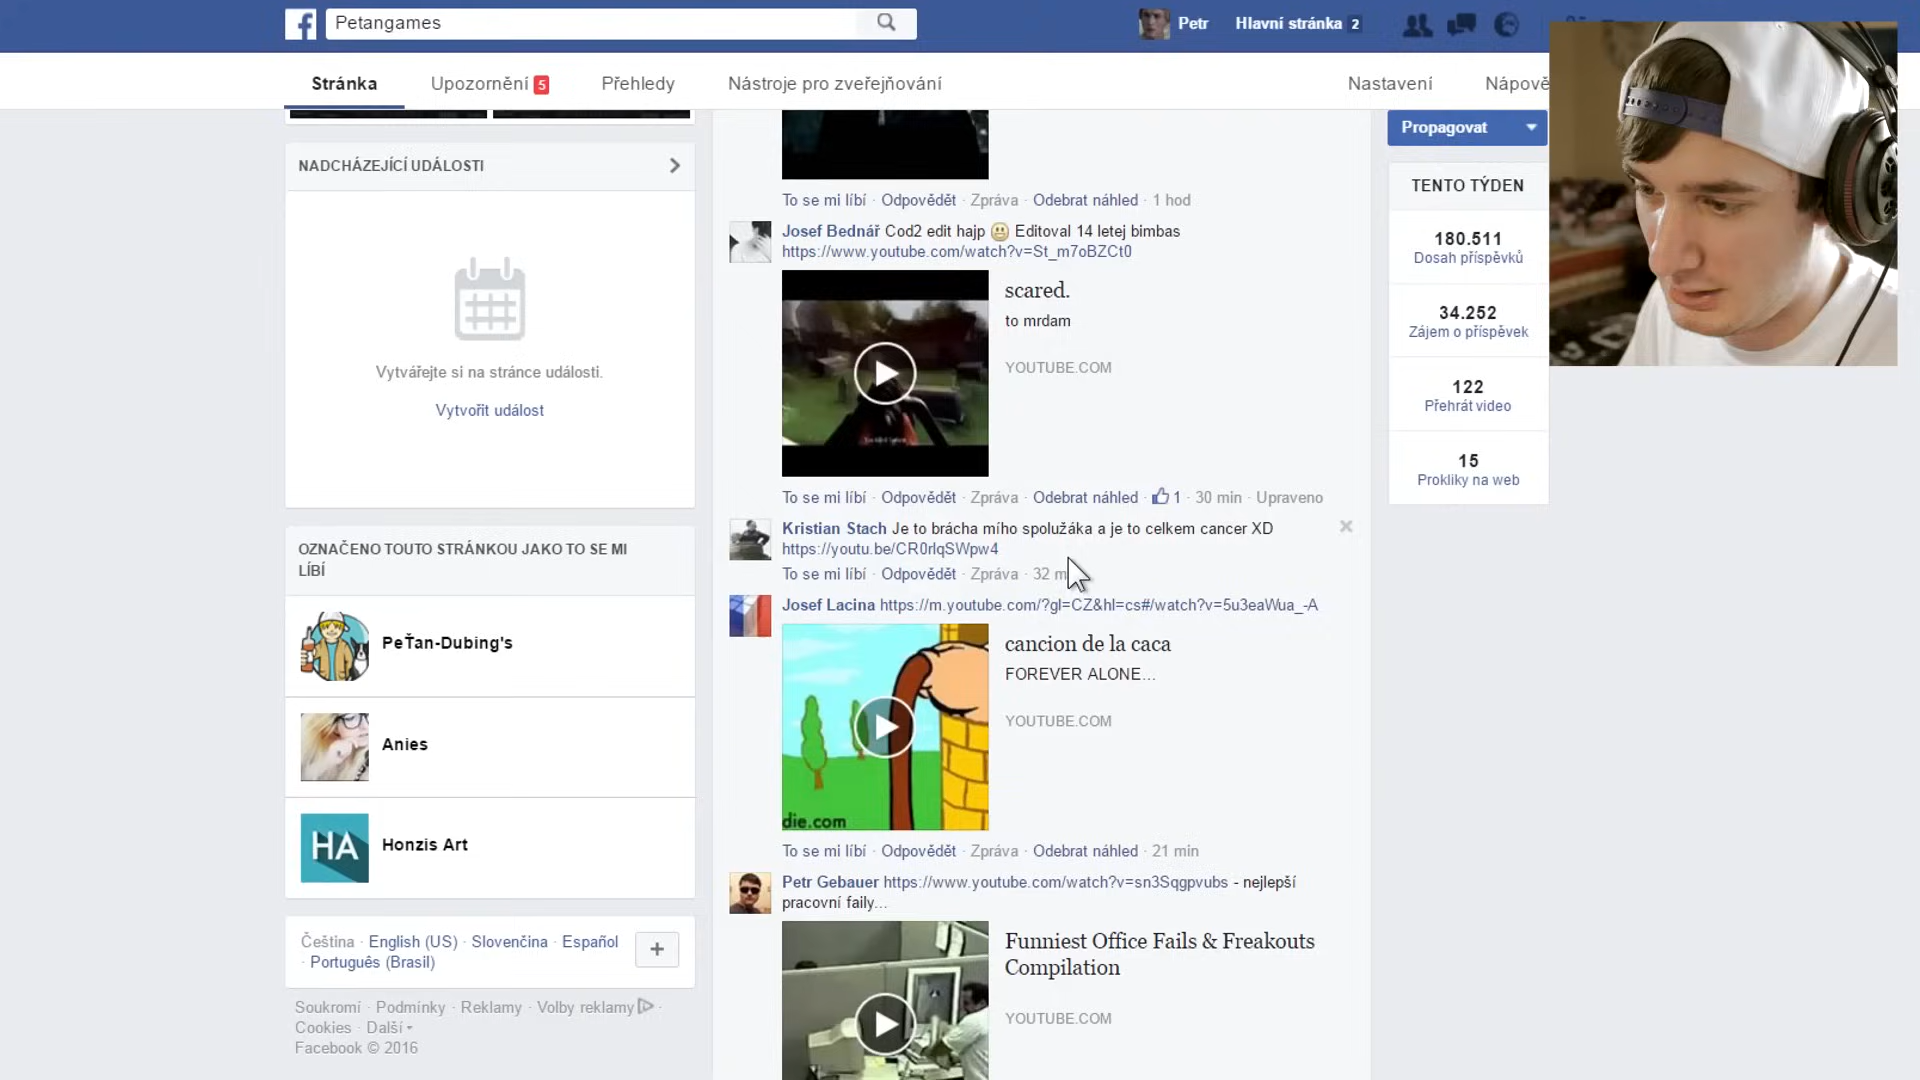 Petangames
Petr
Hlavní stránka 2
Stránka
Upozornění 5
Přehledy
Nástroje pro zveřejňování
Nastavení
NADCHÁZEJÍCÍ UDÁLOSTI
Vytvářejte si na stránce události.
Vytvořit událost
OZNAČENO TOUTO STRÁNKOU JAKO TO SE MI
LÍBÍ
PeŤan-Dubing's
Anies
HA
Honzis Art
Čeština · English (US) · Slovenčina · Español
· Português (Brasil)
Soukromí · Podmínky · Reklamy · Volby reklamy ·
Cookies · Další
Facebook © 2016
To se mi líbí · Odpovědět · Zpráva · Odebrat náhled · 1 hod
Josef Bednář Cod2 edit hajp 😀 Editoval 14 letej bimbas
https://www.youtube.com/watch?v=St_m7oBZCt0
scared.
to mrdam
YOUTUBE.COM
To se mi líbí · Odpovědět · Zpráva · Odebrat náhled · 1 · 30 min · Upraveno
Kristian Stach Je to brácha mího spolužáka a je to celkem cancer XD
https://youtu.be/CR0rlqSWpw4
To se mi líbí · Odpovědět · Zpráva · 32
Josef Lacina https://m.youtube.com/?gl=CZ&hl=cs#/watch?v=5u3eaWua_-A
cancion de la caca
FOREVER ALONE...
YOUTUBE.COM
die.com
To se mi líbí · Odpovědět · Zpráva · Odebrat náhled · 21 min
Petr Gebauer https://www.youtube.com/watch?v=sn3Sqgpvubs - nejlepší
pracovní faily...
Funniest Office Fails & Freakouts
Compilation
YOUTUBE.COM
Propagovat
TENTO TÝDEN
180.511
Dosah příspěvků
34.252
Zájem o příspěvek
122
Přehrát video
15
Prokliky na web